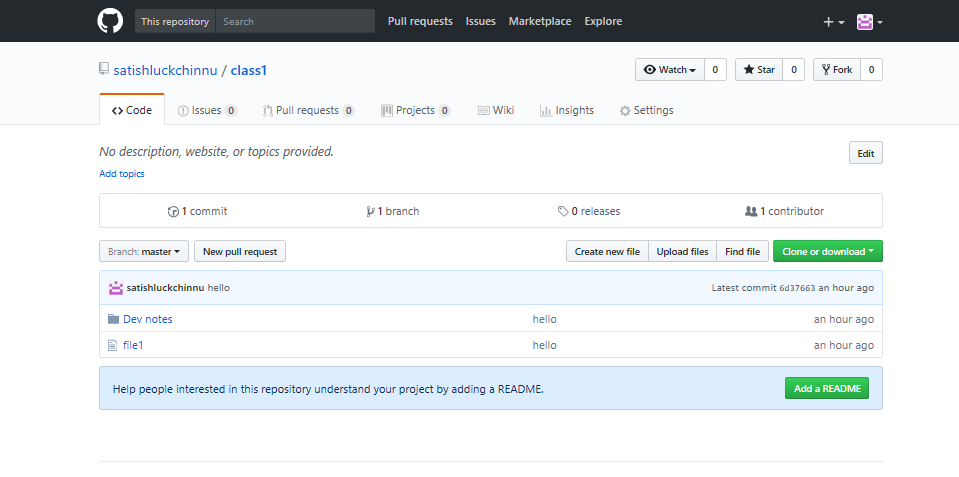 This repository Search Pull requests Issues Marketplace Explore
satishluckchinnu / class1 Watch 0 Star 0 Fork 0
Code Issues 0 Pull requests 0 Projects 0 Wiki Insights Settings
No description, website, or topics provided. Edit
Add topics
1 commit 1 branch 0 releases 1 contributor
Branch: master New pull request Create new file Upload files Find file Clone or download
satishluckchinnu hello Latest commit 6d37663 an hour ago
Dev notes hello an hour ago
file1 hello an hour ago
Help people interested in this repository understand your project by adding a README. Add a README